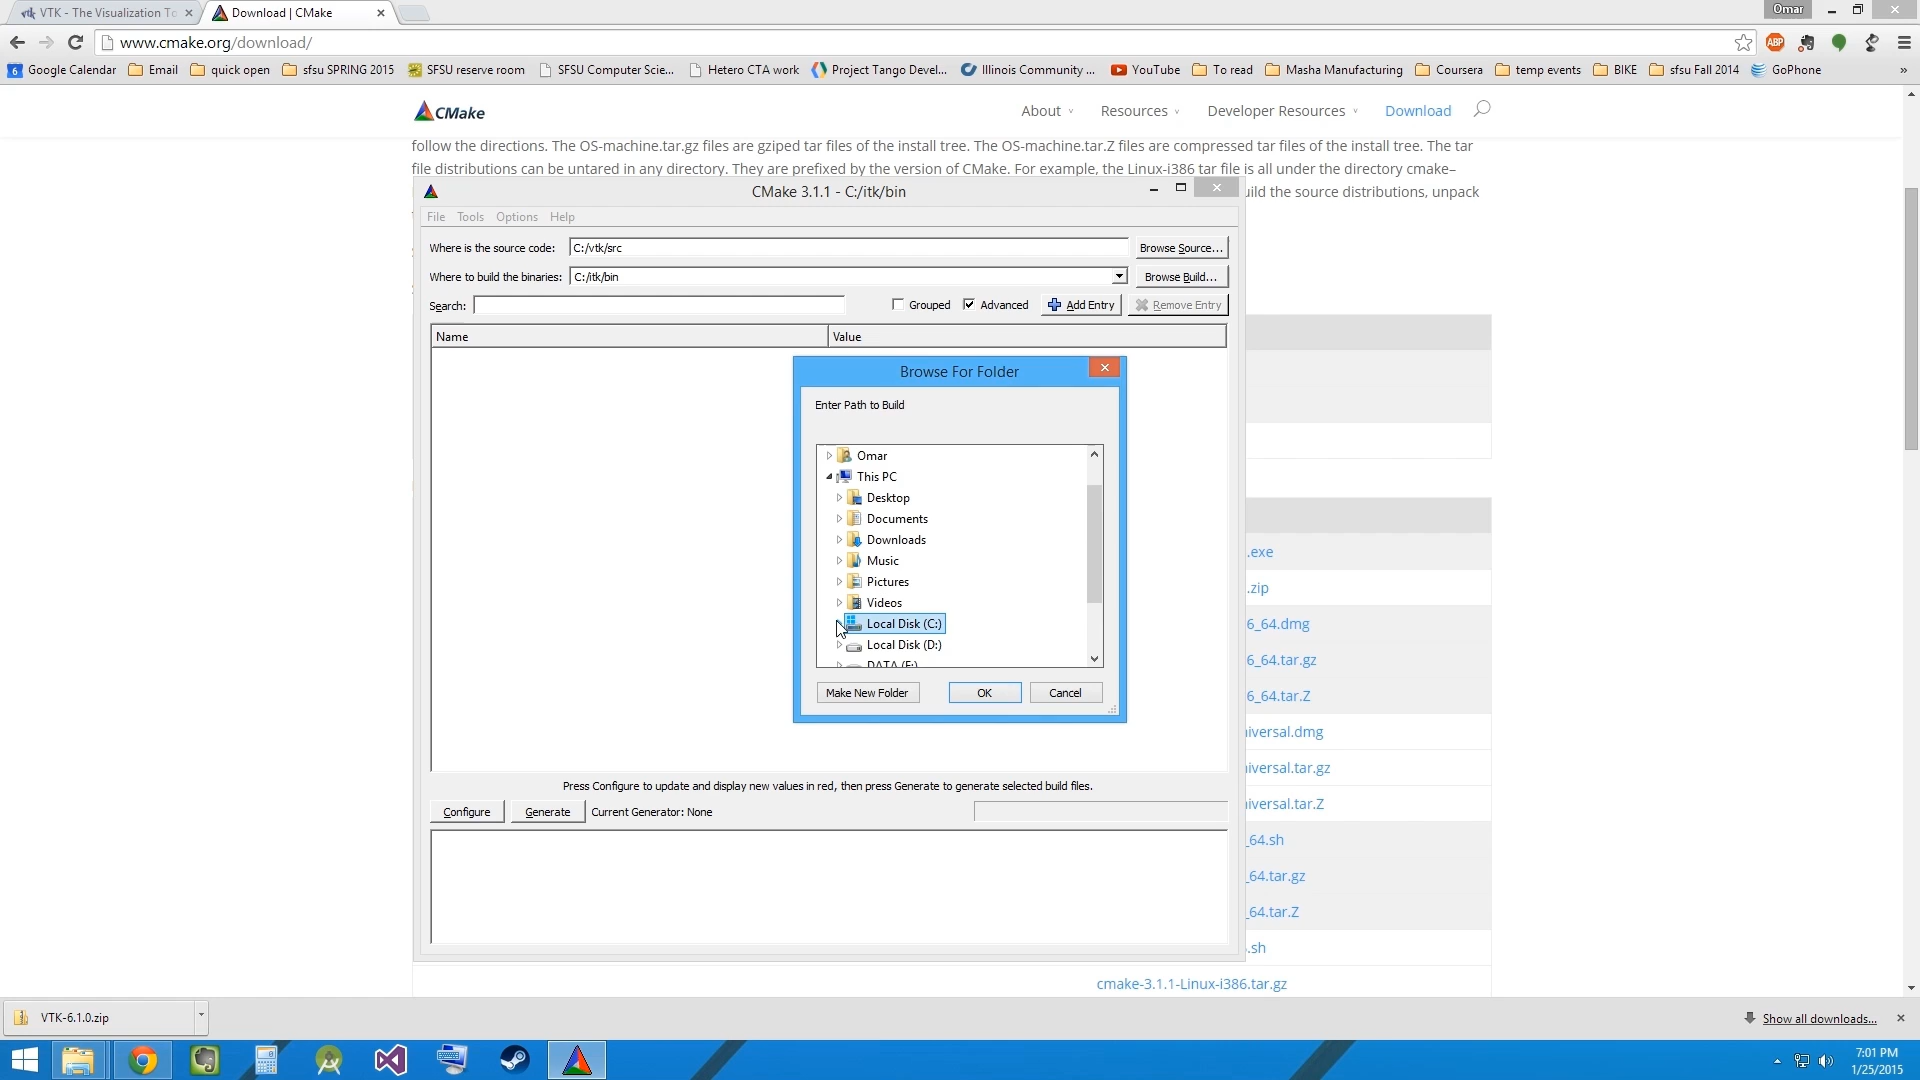 VTK - The Visualization To
Download | CMake
Omar
www.cmake.org/download/
Google Calendar
Email
quick open
sfsu SPRING 2015
SFSU reserve room
SFSU Computer Scie...
Hetero CTA work
Project Tango Devel...
Illinois Community ...
YouTube
To read
Masha Manufacturing
Coursera
temp events
BIKE
sfsu Fall 2014
GoPhone
»
CMake
About
Resources
Developer Resources
Download
follow the directions. The OS-machine.tar.gz files are gziped tar files of the install tree. The OS-machine.tar.Z files are compressed tar files of the install tree. The tar
file distributions can be untared in any directory. They are prefixed by the version of CMake. For example, the Linux-i386 tar file is all under the directory cmake–
uild the source distributions, unpack
CMake 3.1.1 - C:/itk/bin
File Tools Options Help
Where is the source code: C:/vtk/src Browse Source...
Where to build the binaries: C:/itk/bin Browse Build...
Search: Grouped Advanced Add Entry Remove Entry
Name Value
Browse For Folder
Enter Path to Build
Omar
This PC
Desktop
Documents
Downloads
Music
Pictures
Videos
Local Disk (C:)
Local Disk (D:)
DATA (F:)
Make New Folder OK Cancel
.exe
.zip
6_64.dmg
6_64.tar.gz
6_64.tar.Z
iversal.dmg
iversal.tar.gz
iversal.tar.Z
_64.sh
_64.tar.gz
_64.tar.Z
.sh
cmake-3.1.1-Linux-i386.tar.gz
Press Configure to update and display new values in red, then press Generate to generate selected build files.
Configure Generate Current Generator: None
VTK-6.1.0.zip
Show all downloads...
7:01 PM
1/25/2015